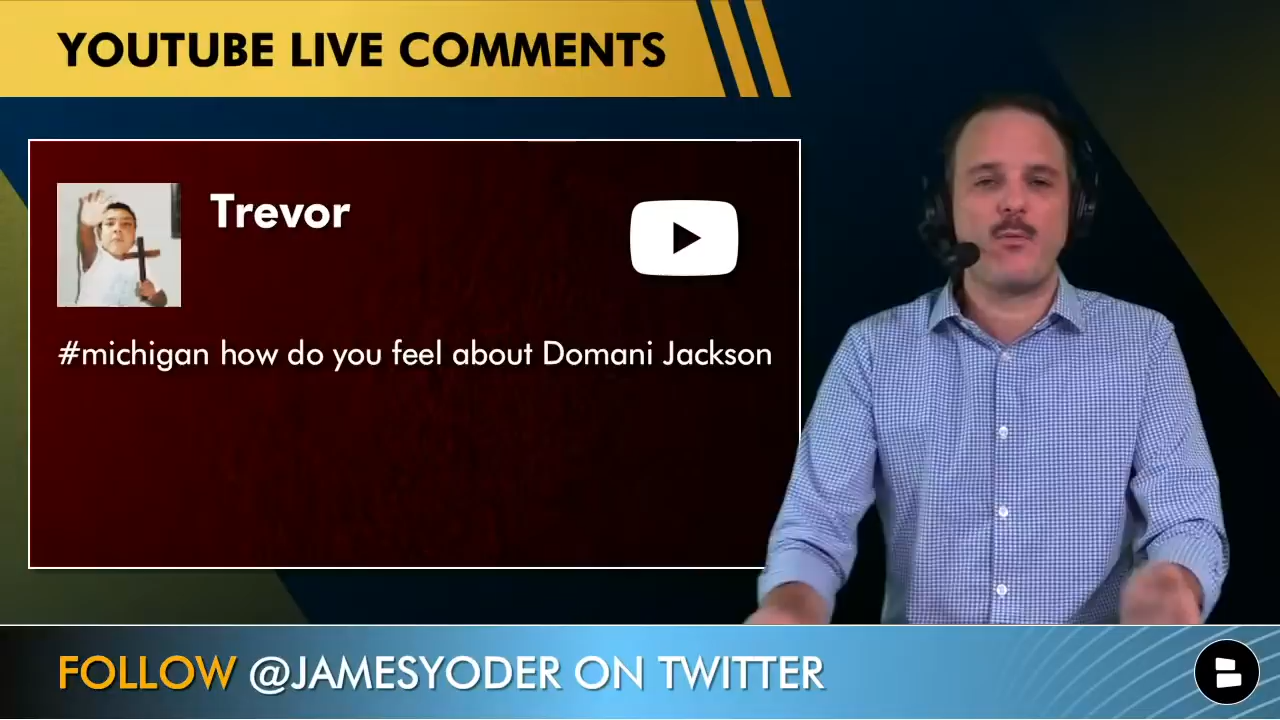 YOUTUBE LIVE COMMENTS
Trevor
#michigan how do you feel about Domani Jackson
FOLLOW @JAMESYODER ON TWITTER